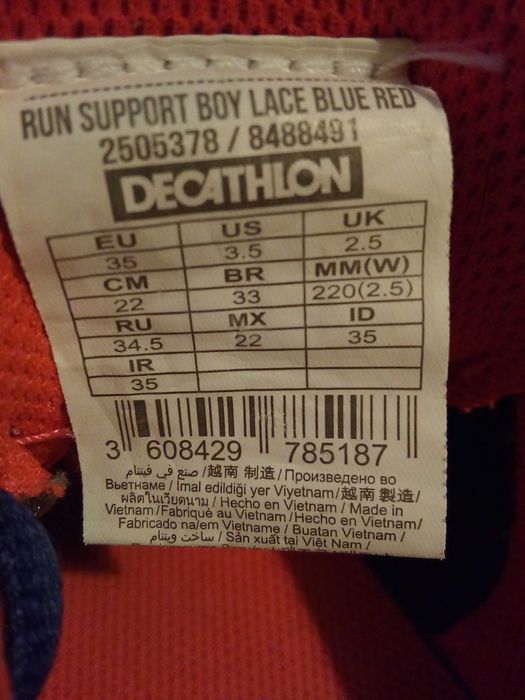 RUN SUPPORT BOY LACE BLUE RED
2505378 / 8488491
DECATHLON
EU US UK
35 3.5 2.5
CM BR MM(W)
22 33 220(2.5)
RU MX ID
34.5 22 35
IR
35
3 608429 785187
صنع في فيتنام /越南 制造/Произведено во
Вьетнаме / Imal edildiği yer Viyetnam/越南 製造/
ผลิตในเวียดนาม / Hecho en Vietnam / Made in
Vietnam/Fabriqué au Vietnam/Hecho en Vietnam/
Fabricado na/em Vietname / Buatan Vietnam/
ساخت ویتنام / Sản xuất tại Việt Nam /